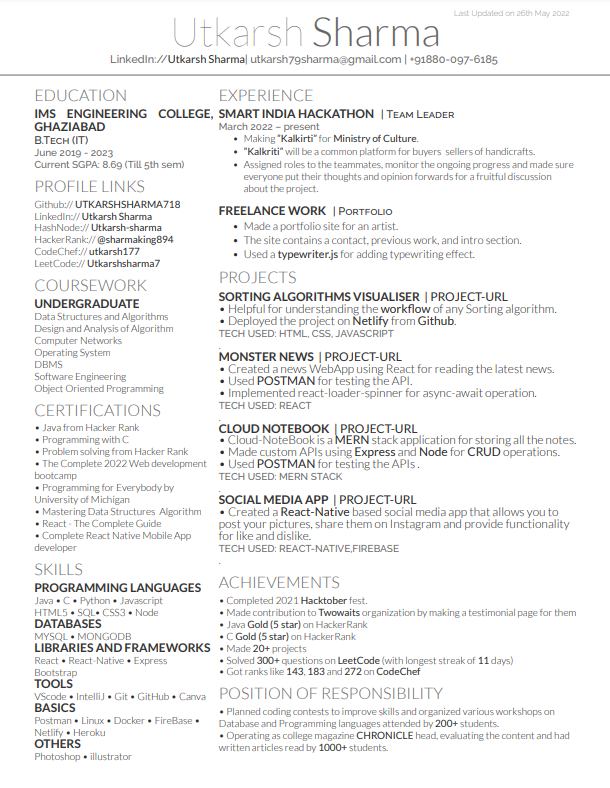 Last Updated on 26th May 2022
Utkarsh Sharma
LinkedIn://Utkarsh Sharma| utkarsh79sharma@gmail.com | +91880-097-6185
EDUCATION
IMS ENGINEERING COLLEGE,
GHAZIABAD
B.Tech (IT)
June 2019 – 2023
Current SGPA: 8.69 (Till 5th sem)
PROFILE LINKS
Github:// UTKARSHSHARMA718
LinkedIn:// Utkarsh Sharma
HashNode:// Utkarsh-sharma
HackerRank:// @sharmaking894
CodeChef:// utkarsh177
LeetCode:// Utkarshsharma7
COURSEWORK
UNDERGRADUATE
Data Structures and Algorithms
Design and Analysis of Algorithm
Computer Networks
Operating System
DBMS
Software Engineering
Object Oriented Programming
CERTIFICATIONS
• Java from Hacker Rank
• Programming with C
• Problem solving from Hacker Rank
• The Complete 2022 Web development
bootcamp
• Programming for Everybody by
University of Michigan
• Mastering Data Structures Algorithm
• React - The Complete Guide
• Complete React Native Mobile App
developer
SKILLS
PROGRAMMING LANGUAGES
Java • C • Python • Javascript
HTML5 • SQL• CSS3 • Node
DATABASES
MYSQL • MONGODB
LIBRARIES AND FRAMEWORKS
React • React-Native • Express
Bootstrap
TOOLS
VScode • IntelliJ • Git • GitHub • Canva
BASICS
Postman • Linux • Docker • FireBase •
Netlify • Heroku
OTHERS
Photoshop • illustrator
EXPERIENCE
SMART INDIA HACKATHON | Team Leader
March 2022 – present
• Making "Kalkirti" for Ministry of Culture.
• "Kalkriti" will be a common platform for buyers sellers of handicrafts.
• Assigned roles to the teammates, monitor the ongoing progress and made sure
everyone put their thoughts and opinion forwards for a fruitful discussion
about the project.
FREELANCE WORK | Portfolio
• Made a portfolio site for an artist.
• The site contains a contact, previous work, and intro section.
• Used a typewriter.js for adding typewriting effect.
PROJECTS
SORTING ALGORITHMS VISUALISER | PROJECT-URL
• Helpful for understanding the workflow of any Sorting algorithm.
• Deployed the project on Netlify from Github.
TECH USED: HTML, CSS, JAVASCRIPT
.
MONSTER NEWS | PROJECT-URL
• Created a news WebApp using React for reading the latest news.
• Used POSTMAN for testing the API.
• Implemented react-loader-spinner for async-await operation.
TECH USED: REACT
.
CLOUD NOTEBOOK | PROJECT-URL
• Cloud-NoteBook is a MERN stack application for storing all the notes.
• Made custom APIs using Express and Node for CRUD operations.
• Used POSTMAN for testing the APIs .
TECH USED: MERN STACK
.
SOCIAL MEDIA APP | PROJECT-URL
• Created a React-Native based social media app that allows you to
post your pictures, share them on Instagram and provide functionality
for like and dislike.
TECH USED: REACT-NATIVE,FIREBASE
.
ACHIEVEMENTS
• Completed 2021 Hacktober fest.
• Made contribution to Twowaits organization by making a testimonial page for them
• Java Gold (5 star) on HackerRank
• C Gold (5 star) on HackerRank
• Made 20+ projects
• Solved 300+ questions on LeetCode (with longest streak of 11 days)
• Got ranks like 143, 183 and 272 on CodeChef
POSITION OF RESPONSIBILITY
• Planned coding contests to improve skills and organized various workshops on
Database and Programming languages attended by 200+ students.
• Operating as college magazine CHRONICLE head, evaluating the content and had
written articles read by 1000+ students.